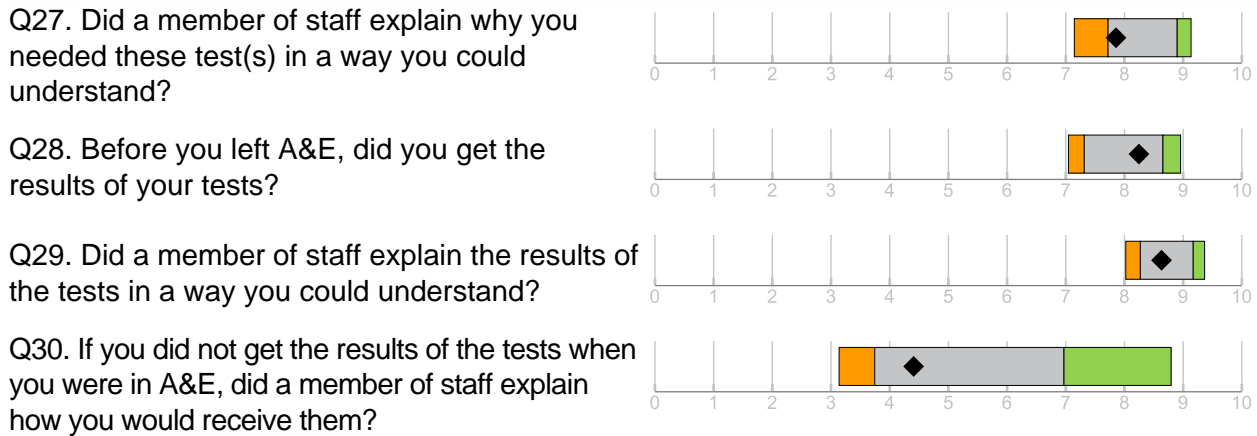 Q27. Did a member of staff explain why you
needed these test(s) in a way you could
understand?
0 1 2 3 4 5 6 7 8 9 10
Q28. Before you left A&E, did you get the
results of your tests?
0 1 2 3 4 5 6 7 8 9 10
Q29. Did a member of staff explain the results of
the tests in a way you could understand?
0 1 2 3 4 5 6 7 8 9 10
Q30. If you did not get the results of the tests when
you were in A&E, did a member of staff explain
how you would receive them?
0 1 2 3 4 5 6 7 8 9 10